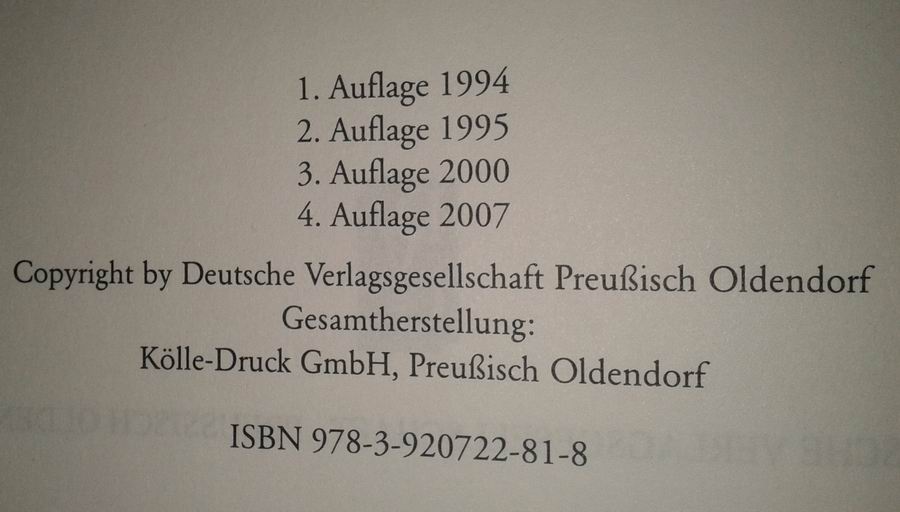 1. Auflage 1994
2. Auflage 1995
3. Auflage 2000
4. Auflage 2007
Copyright by Deutsche Verlagsgesellschaft Preußisch Oldendorf
Gesamtherstellung:
Kölle-Druck GmbH, Preußisch Oldendorf
ISBN 978-3-920722-81-8